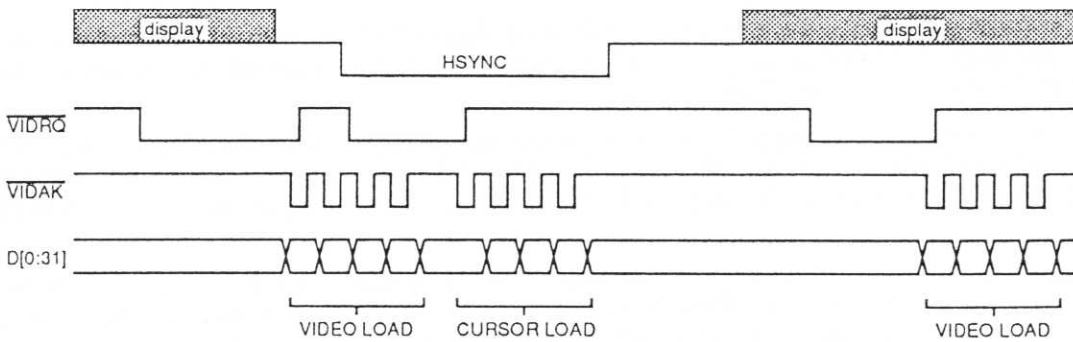 display
display
HSYNC
VIDRQ
VIDAK
D[0:31]
VIDEO LOAD
CURSOR LOAD
VIDEO LOAD